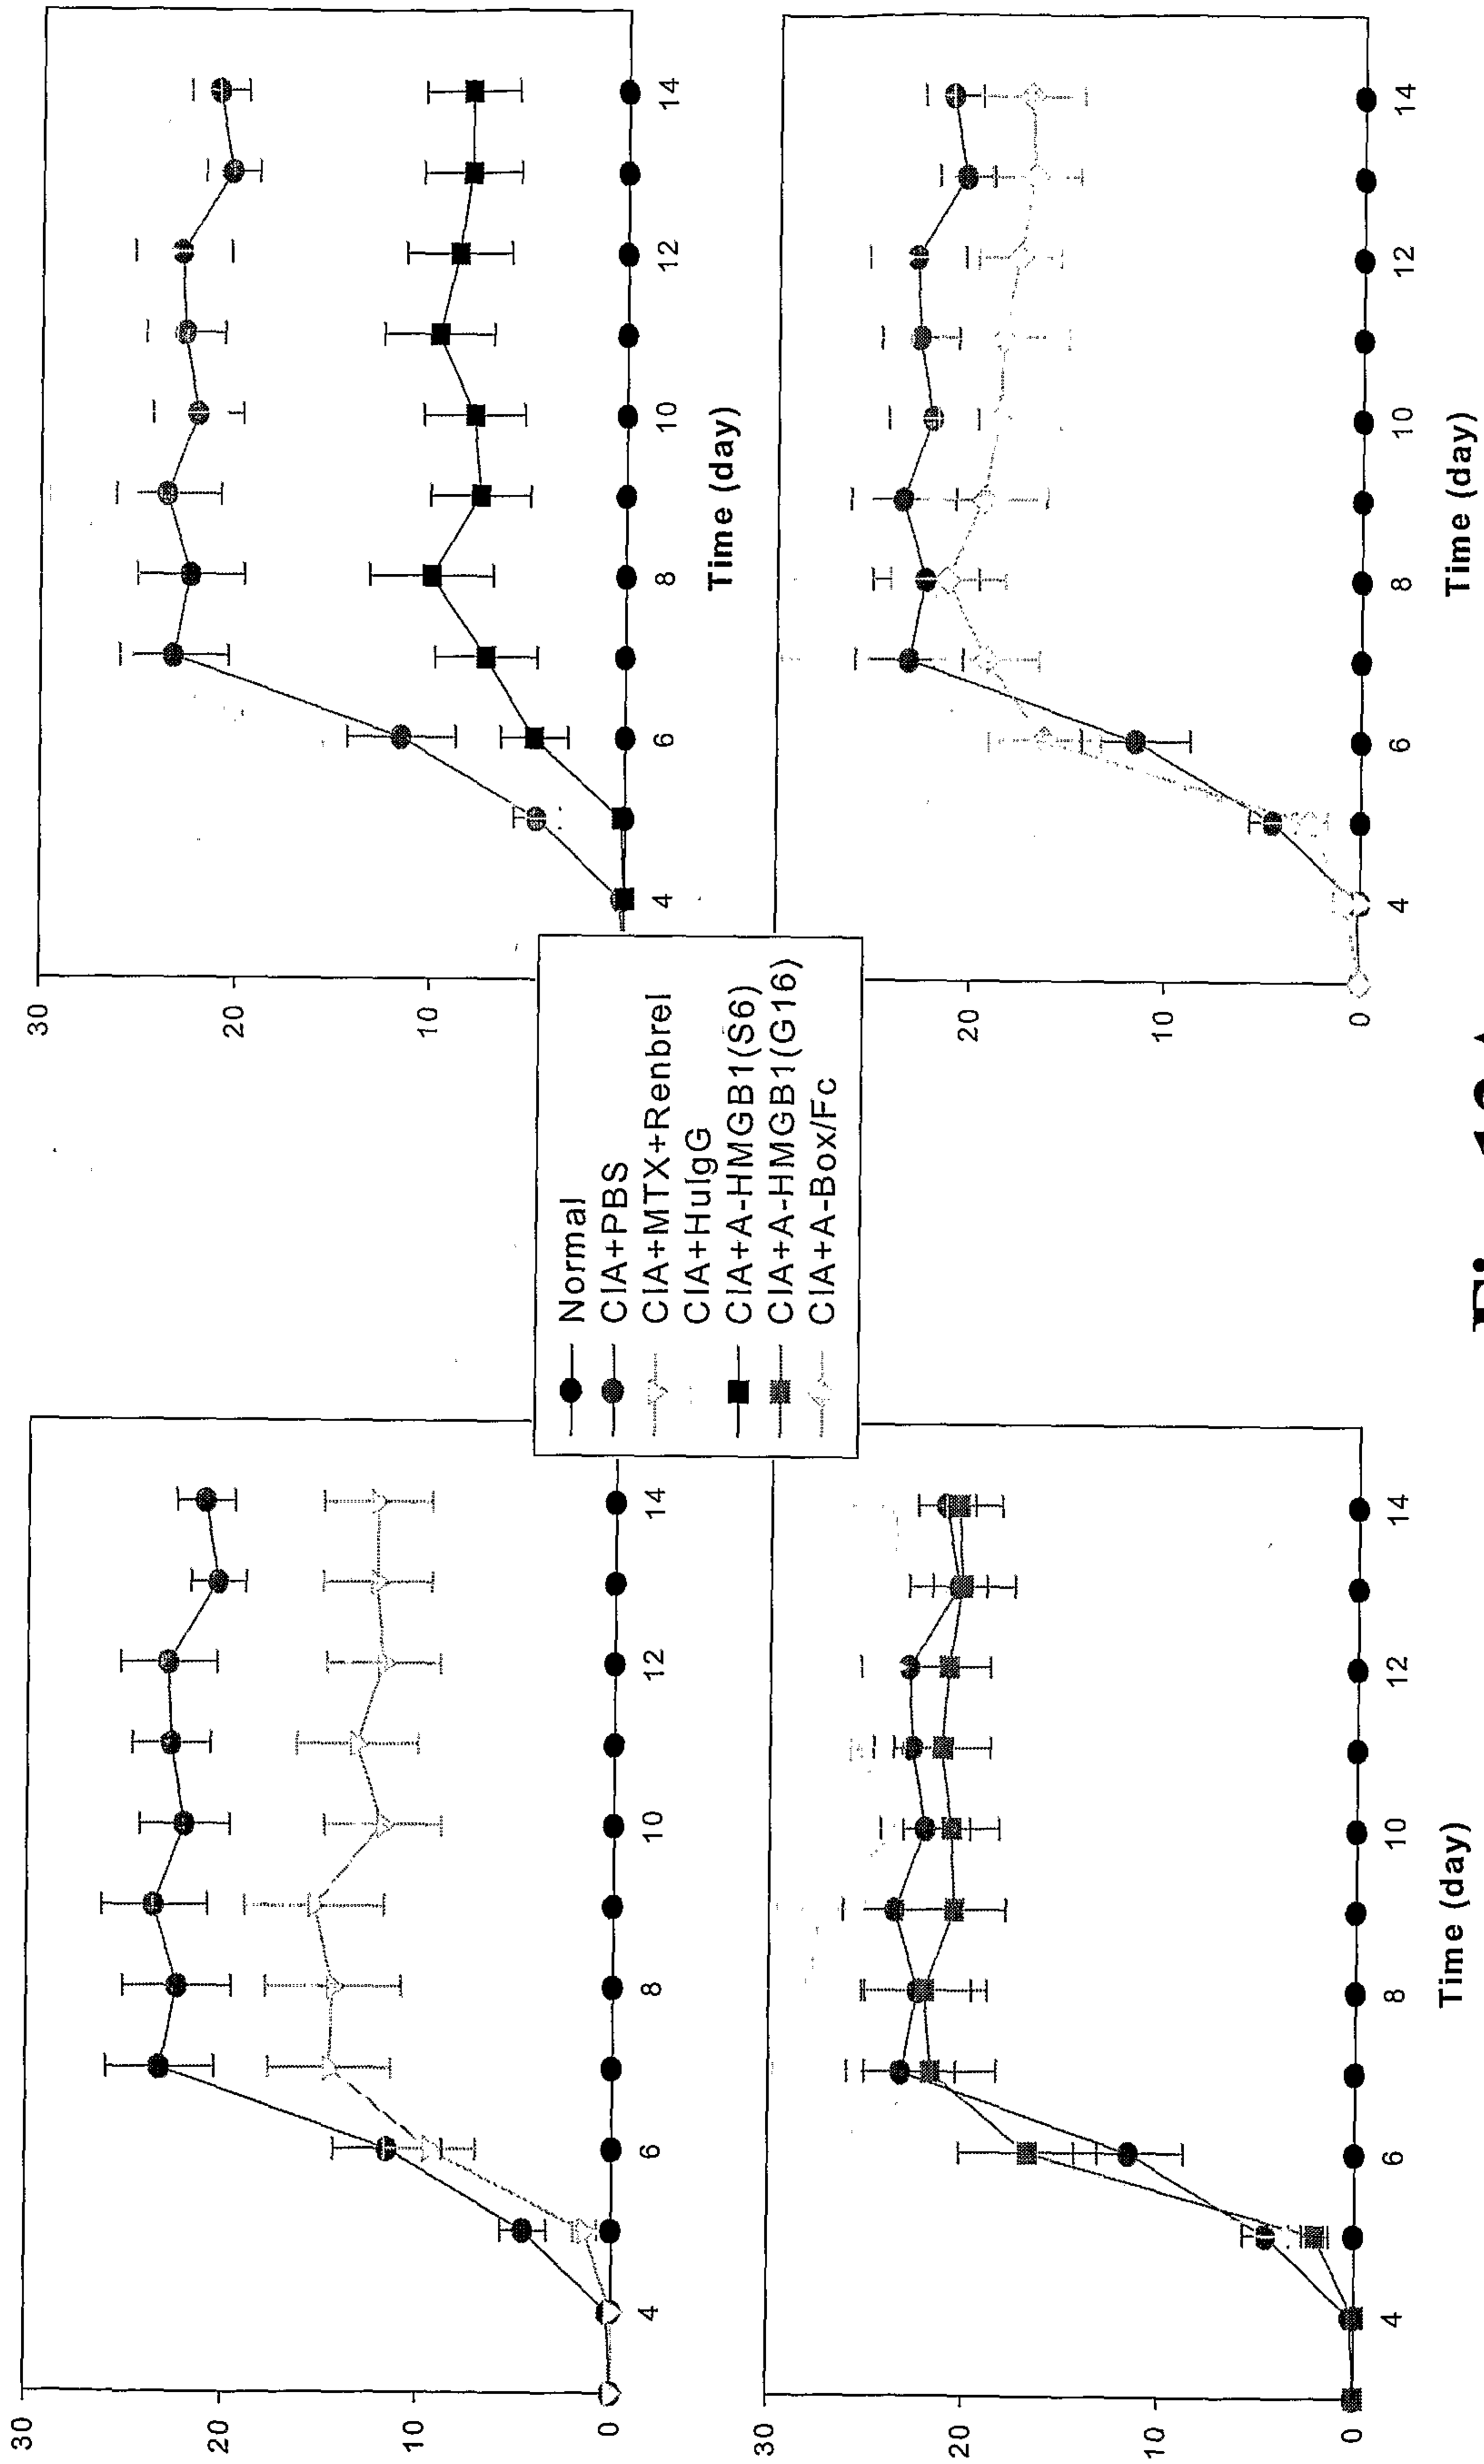 30
20
10
0
4 6 8 10 12 14
30
20
10
4 6 8 10 12 14
Time (day)
Normal
CIA+PBS
CIA+MTX+Renbrel
CIA+HuIgG
CIA+A-HMGB1(S6)
CIA+A-HMGB1(G16)
CIA+A-Box/Fc
30
20
10
0
4 6 8 10 12 14
Time (day)
20
10
0
4 6 8 10 12 14
Time (day)